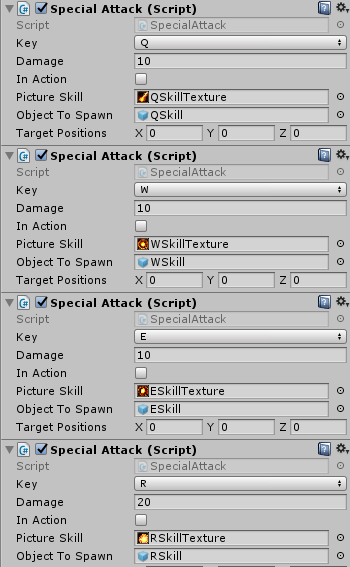 Special Attack (Script)
Script SpecialAttack
Key Q
Damage 10
In Action
Picture Skill QSkillTexture
Object To Spawn QSkill
Target Positions X 0 Y 0 Z 0
Special Attack (Script)
Script SpecialAttack
Key W
Damage 10
In Action
Picture Skill WSkillTexture
Object To Spawn WSkill
Target Positions X 0 Y 0 Z 0
Special Attack (Script)
Script SpecialAttack
Key E
Damage 10
In Action
Picture Skill ESkillTexture
Object To Spawn ESkill
Target Positions X 0 Y 0 Z 0
Special Attack (Script)
Script SpecialAttack
Key R
Damage 20
In Action
Picture Skill RSkillTexture
Object To Spawn RSkill